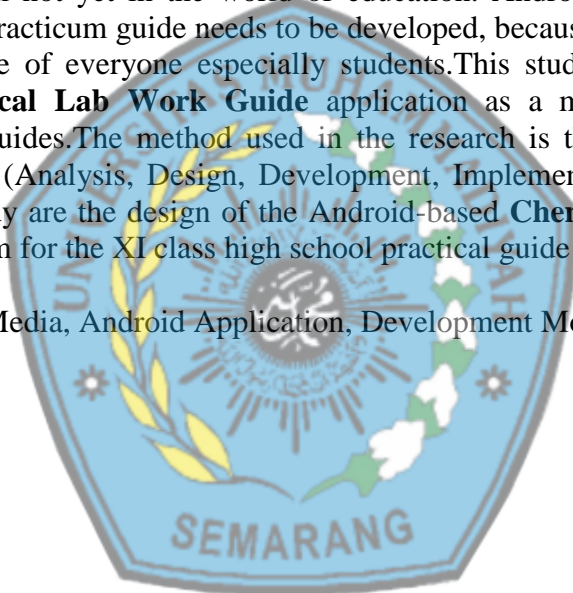 not yet in the world of education. Andro
racticum guide needs to be developed, becaus
e of everyone especially students.This stud
cal Lab Work Guide application as a m
uides.The method used in the research is t
(Analysis, Design, Development, Implemen
y are the design of the Android-based Chem
m for the XI class high school practical guide
Media, Android Application, Development Mo
SEMARANG